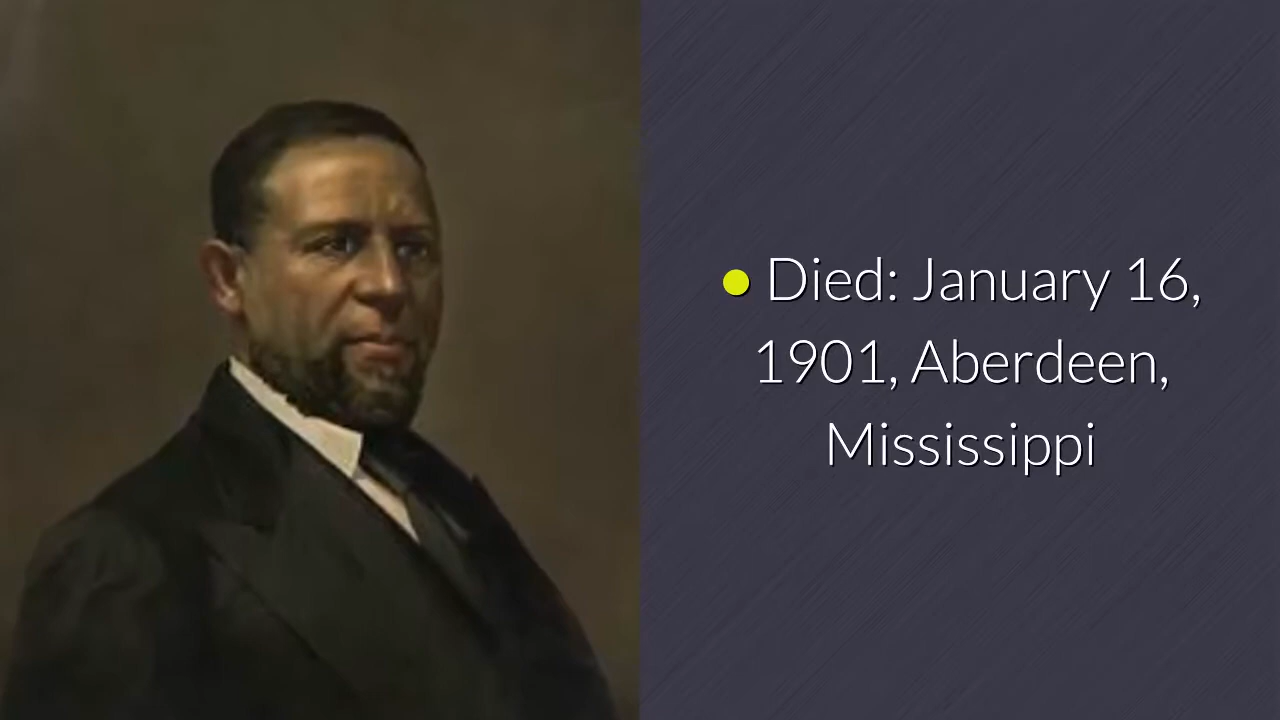 • Died: January 16,
1901, Aberdeen,
Mississippi